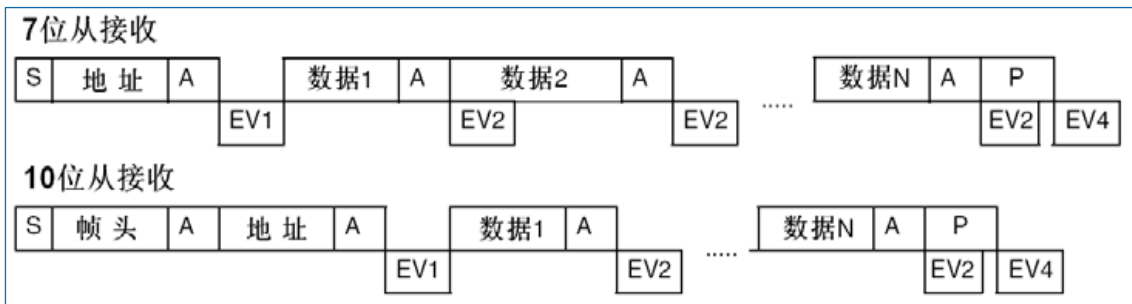 7位从接收
S 地址 A 数据1 A 数据2 A ..... 数据N A P
EV1 EV2 EV2 EV2 EV4
10位从接收
S 帧头 A 地址 A 数据1 A ..... 数据N A P
EV1 EV2 EV2 EV4